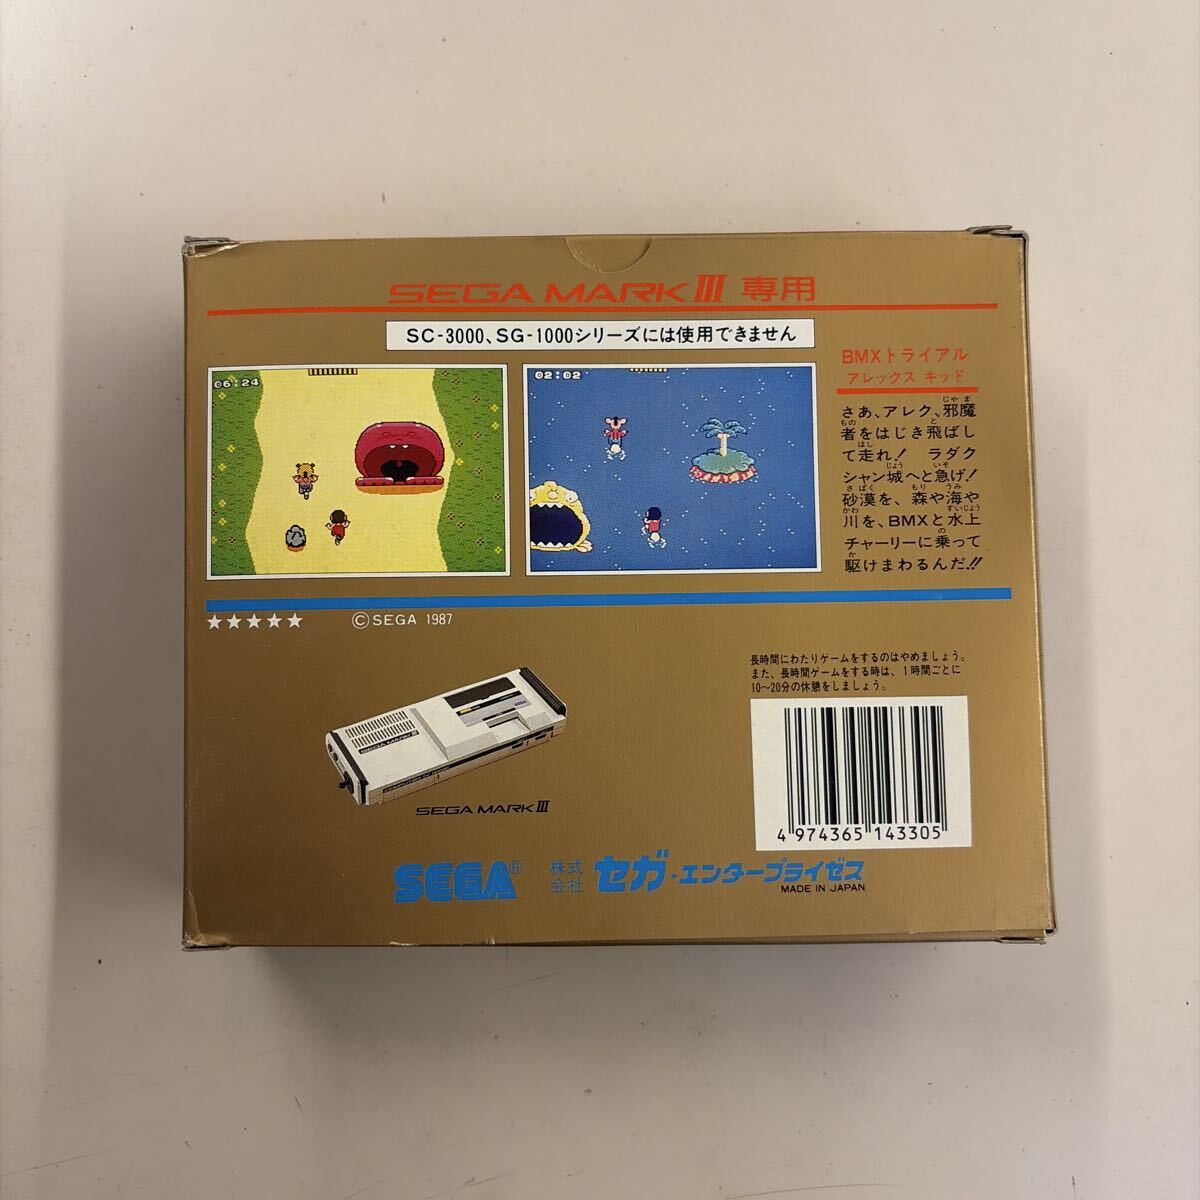 SEGA MARK III 専用
SC-3000、SG-1000シリーズには使用できません
06:24
02:02
BMXトライアル
アレックス キッド
さあ、アレク、邪魔
者をはじき飛ばし
て走れ! ラダク
シャン城へと急げ!
砂漠を、森や海や
川を、BMXと水上
チャーリーに乗って
駆けまわるんだ!!
★★★★★ ©SEGA 1987
長時間にわたりゲームをするのはやめましょう。
また、長時間ゲームをする時は、1時間ごとに
10〜20分の休憩をしましょう。
SEGA
SEGA MARK III
SEGA MARK III
4 974365 143305
SEGA® 株式会社 セガ・エンタープライゼス
MADE IN JAPAN